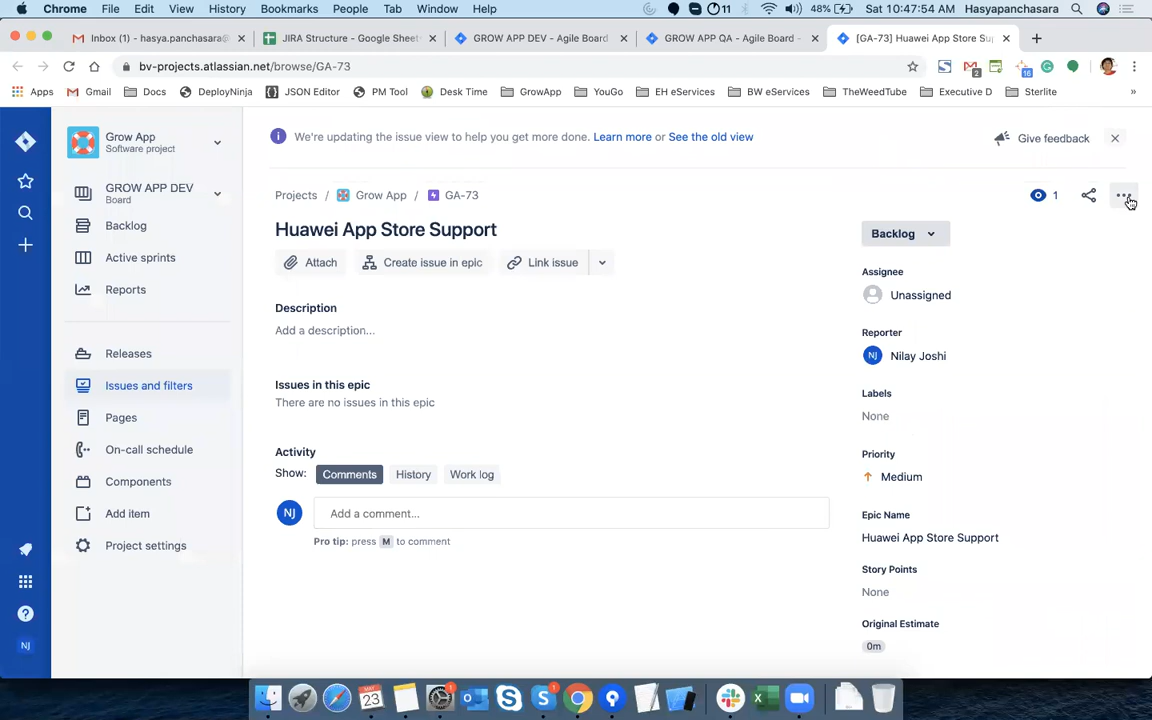 Chrome File Edit View History Bookmarks People Tab Window Help 11 48% Sat 10:47:54 AM Hasyapanchasara
Inbox (1) - hasya.panchasara@ JIRA Structure - Google Sheet GROW APP DEV - Agile Board GROW APP QA - Agile Board - [GA-73] Huawei App Store Su
bv-projects.atlassian.net/browse/GA-73 2 16
Apps Gmail Docs DeployNinja JSON Editor PM Tool Desk Time GrowApp YouGo EH eServices BW eServices TheWeedTube Executive D Sterlite »
Grow App
Software project
GROW APP DEV
Board
Backlog
Active sprints
Reports
Releases
Issues and filters
Pages
On-call schedule
Components
Add item
Project settings
NJ
We're updating the issue view to help you get more done. Learn more or See the old view
Give feedback
Projects / Grow App / GA-73
1
Huawei App Store Support
Attach Create issue in epic Link issue
Description
Add a description...
Issues in this epic
There are no issues in this epic
Activity
Show: Comments History Work log
NJ Add a comment...
Pro tip: press M to comment
Backlog
Assignee
Unassigned
Reporter
NJ Nilay Joshi
Labels
None
Priority
Medium
Epic Name
Huawei App Store Support
Story Points
None
Original Estimate
0m
MAY
23
1
1